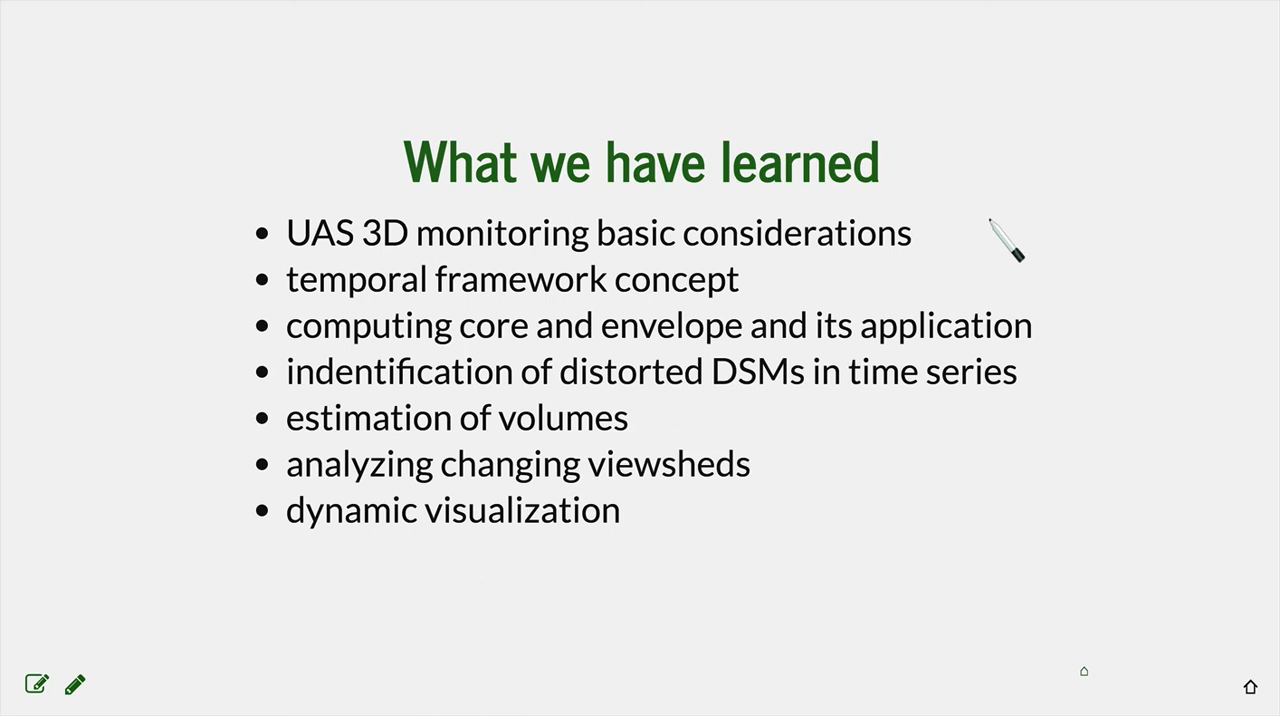 What we have learned
• UAS 3D monitoring basic considerations
• temporal framework concept
• computing core and envelope and its application
• indentification of distorted DSMs in time series
• estimation of volumes
• analyzing changing viewsheds
• dynamic visualization